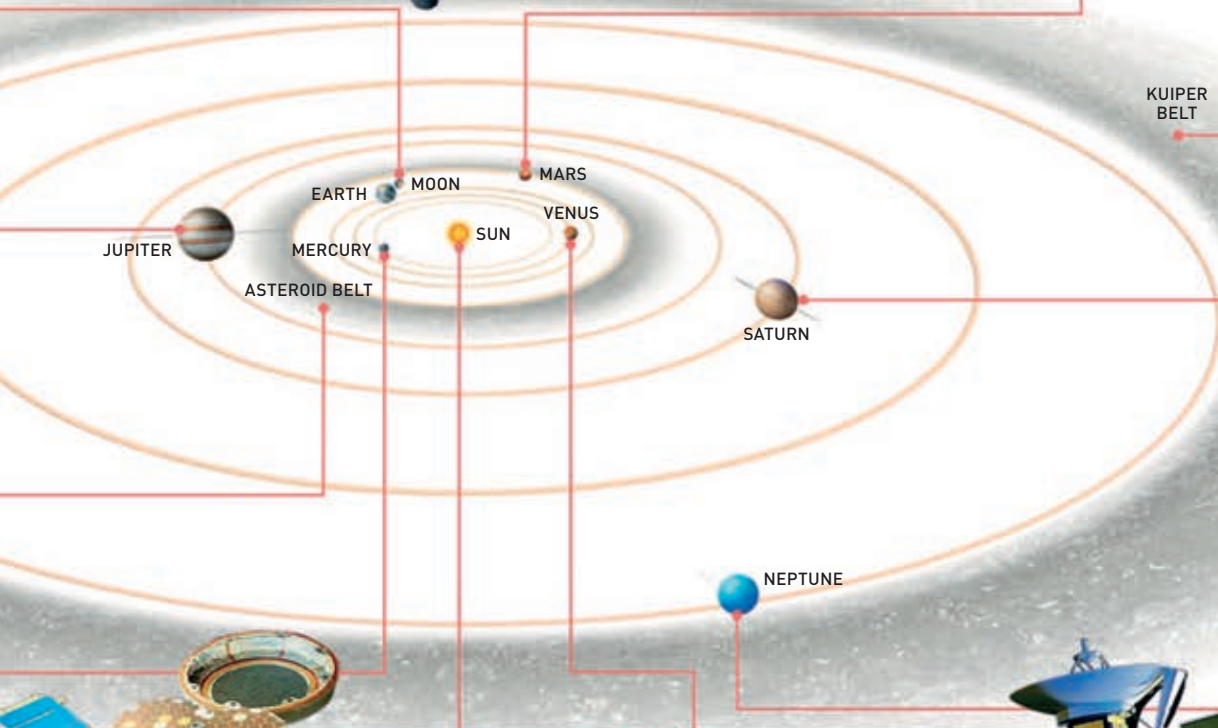 KUIPER
BELT
MARS
MOON
EARTH
VENUS
SUN
JUPITER
MERCURY
ASTEROID BELT
SATURN
NEPTUNE